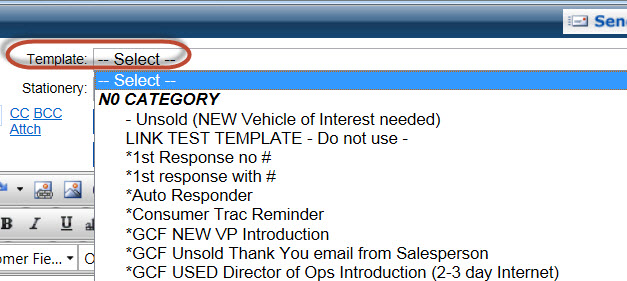 Send
Template: -- Select --
-- Select --
Stationery:
N0 CATEGORY
CC BCC
- Unsold (NEW Vehicle of Interest needed)
Attch
LINK TEST TEMPLATE - Do not use -
*1st Response no #
*1st response with #
*Auto Responder
*Consumer Trac Reminder
B I U ab
*GCF NEW VP Introduction
*GCF Unsold Thank You email from Salesperson
omer Fie...
*GCF USED Director of Ops Introduction (2-3 day Internet)